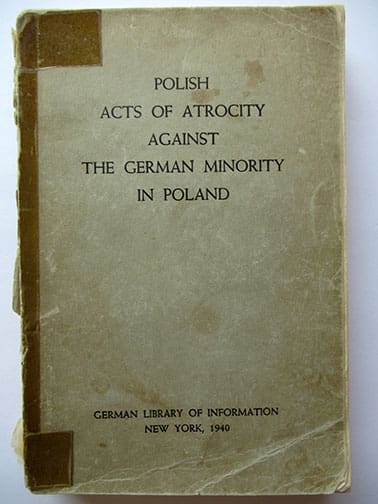 POLISH
ACTS OF ATROCITY
AGAINST
THE GERMAN MINORITY
IN POLAND
GERMAN LIBRARY OF INFORMATION
NEW YORK, 1940